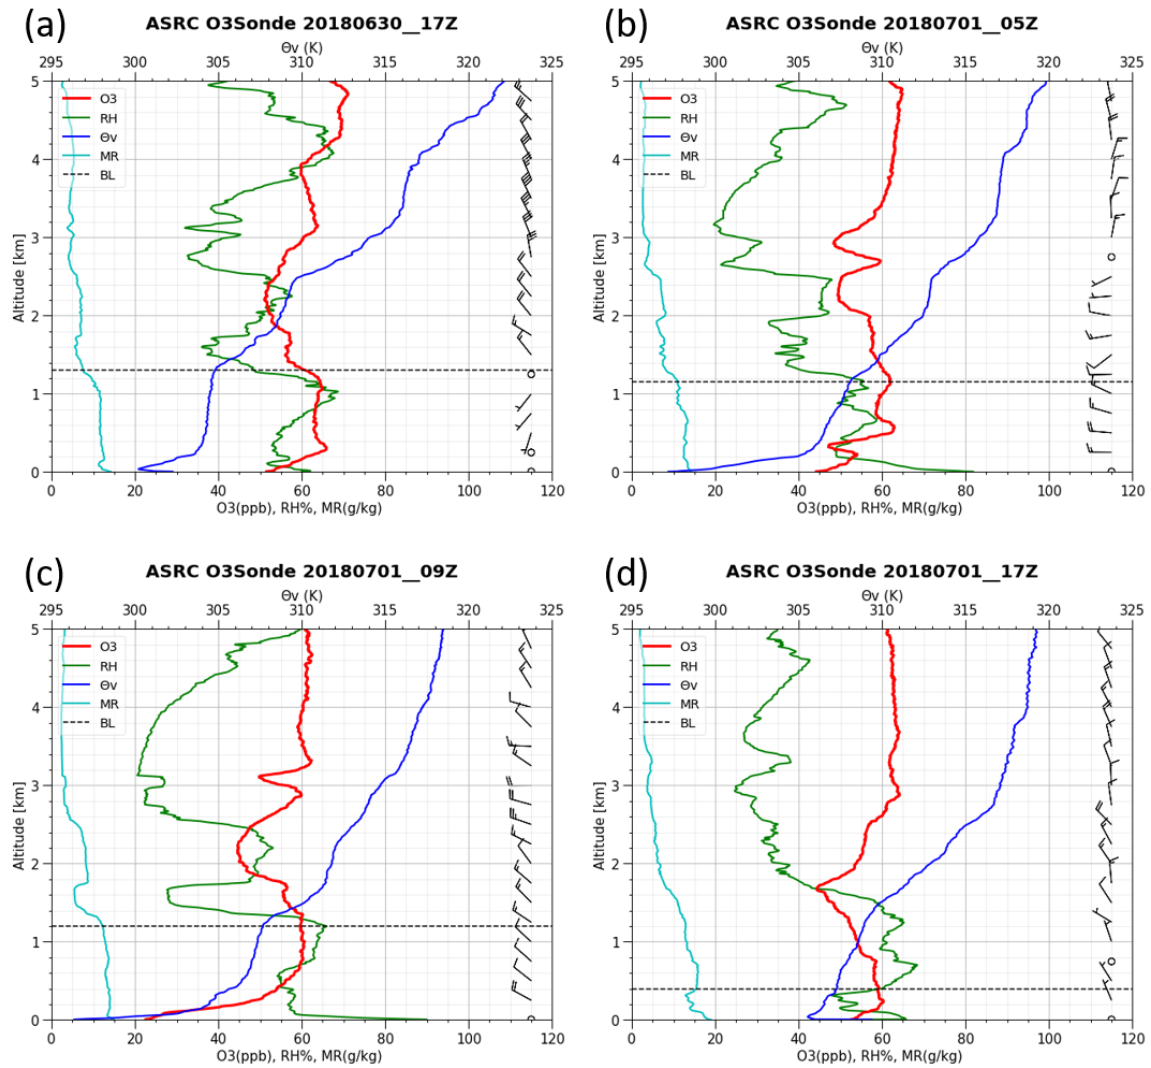 (a)
ASRC O3Sonde 20180630__17Z
Θv (K)
295 300 305 310 315 320 325
5
4
3
2
1
0
Altitude [km]
O3
RH
Θv
MR
BL
0 20 40 60 80 100 120
O3(ppb), RH%, MR(g/kg)
(b)
ASRC O3Sonde 20180701__05Z
Θv (K)
295 300 305 310 315 320 325
5
4
3
2
1
0
Altitude [km]
O3
RH
Θv
MR
BL
0 20 40 60 80 100 120
O3(ppb), RH%, MR(g/kg)
(c)
ASRC O3Sonde 20180701__09Z
Θv (K)
295 300 305 310 315 320 325
5
4
3
2
1
0
Altitude [km]
O3
RH
Θv
MR
BL
0 20 40 60 80 100 120
O3(ppb), RH%, MR(g/kg)
(d)
ASRC O3Sonde 20180701__17Z
Θv (K)
295 300 305 310 315 320 325
5
4
3
2
1
0
Altitude [km]
O3
RH
Θv
MR
BL
0 20 40 60 80 100 120
O3(ppb), RH%, MR(g/kg)